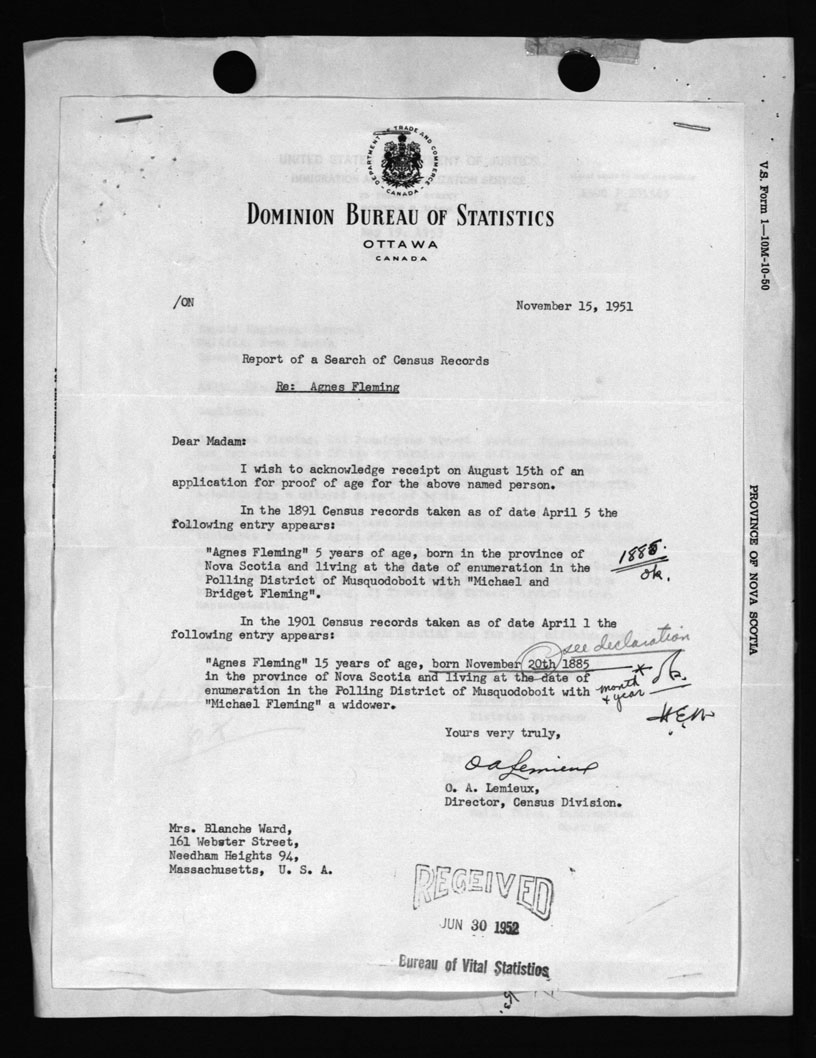 DEPARTMENT OF TRADE AND COMMERCE
CANADA
DOMINION BUREAU OF STATISTICS
OTTAWA
CANADA
/ON
November 15, 1951
Report of a Search of Census Records
Re: Agnes Fleming
Dear Madam:
I wish to acknowledge receipt on August 15th of an
application for proof of age for the above named person.
In the 1891 Census records taken as of date April 5 the
following entry appears:
"Agnes Fleming" 5 years of age, born in the province of
Nova Scotia and living at the date of enumeration in the
Polling District of Musquodoboit with "Michael and
Bridget Fleming".
1885.
ok.
In the 1901 Census records taken as of date April 1 the
following entry appears:
see declaration
"Agnes Fleming" 15 years of age, born November 20th 1885
in the province of Nova Scotia and living at the date of
enumeration in the Polling District of Musquodoboit with
"Michael Fleming" a widower.
* ok.
month
+ year
H.E.W
Yours very truly,
OALemieux
O. A. Lemieux,
Director, Census Division.
Mrs. Blanche Ward,
161 Webster Street,
Needham Heights 94,
Massachusetts, U. S. A.
RECEIVED
JUN 30 1952
Bureau of Vital Statistics
V.S. Form 1—10M-10-50
PROVINCE OF NOVA SCOTIA